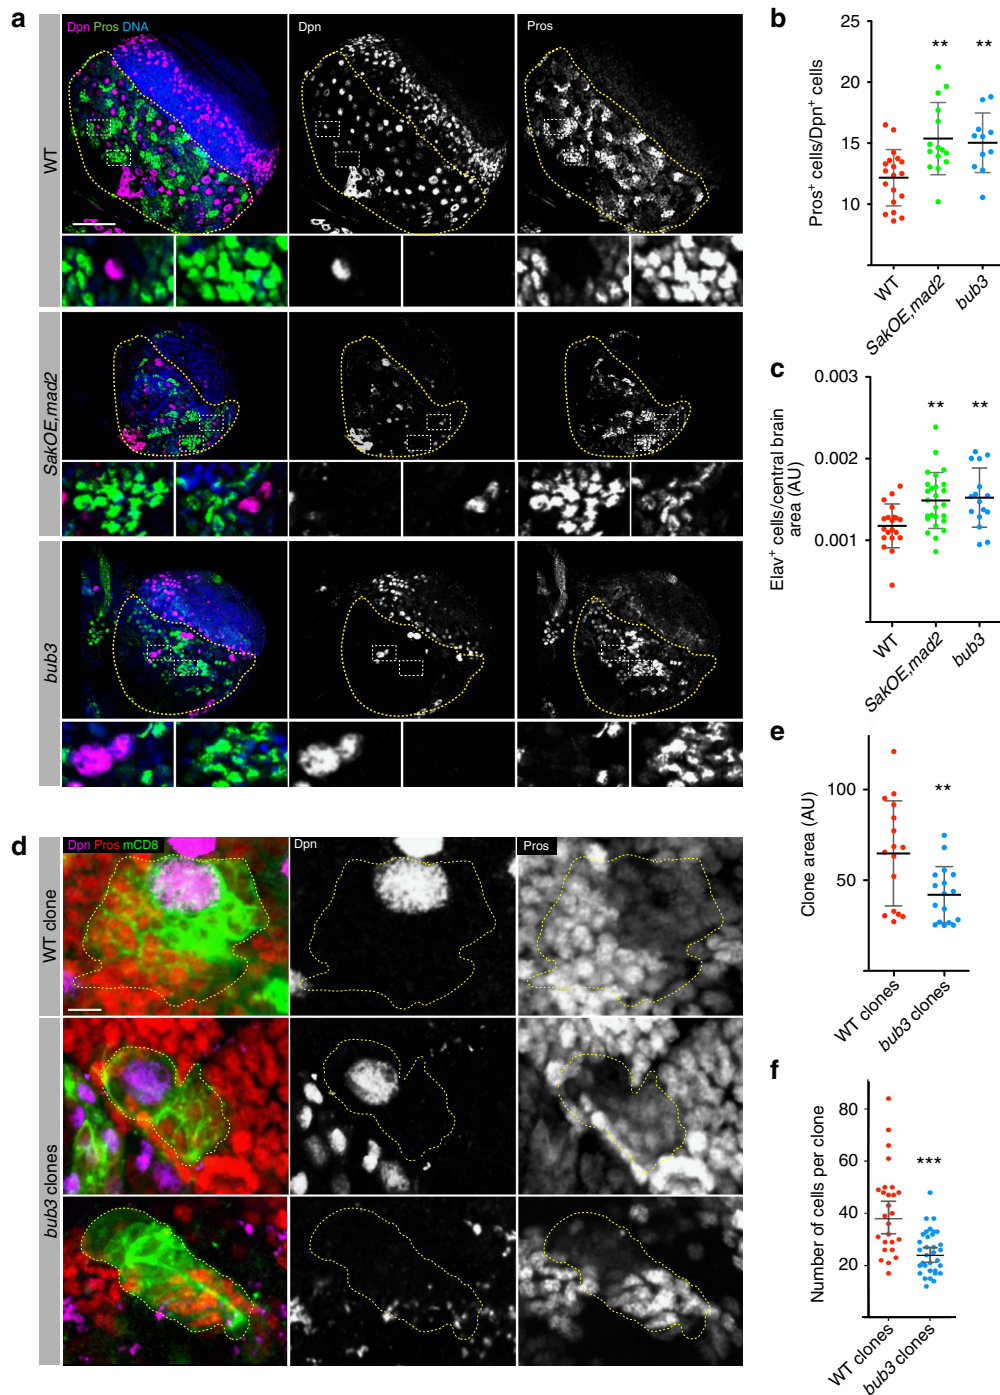 a
Dpn Pros DNA
Dpn
Pros
WT
SakOE,mad2
bub3
b
Pros+ cells/Dpn+ cells
25
20
15
10
**
**
WT
SakOE,mad2
bub3
c
Elav+ cells/central brain
area (AU)
0.003
0.002
0.001
**
**
WT
SakOE,mad2
bub3
d
Dpn Pros mCD8
Dpn
Pros
WT clone
bub3 clones
e
Clone area (AU)
100
50
**
WT clones
bub3 clones
f
Number of cells per clone
80
60
40
20
***
WT clones
bub3 clones